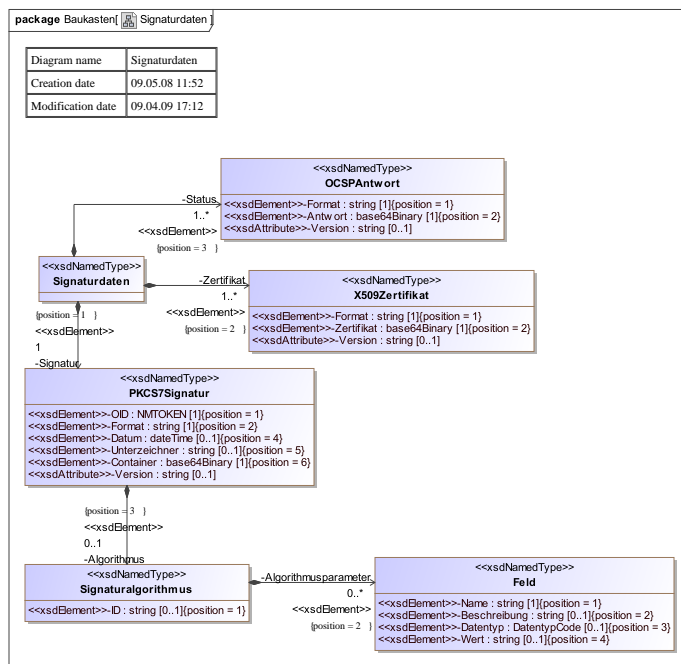 package Baukasten[ Signaturdaten ]
Diagram name Signaturdaten
Creation date 09.05.08 11:52
Modification date 09.04.09 17:12
<<xsdNamedType>>
OCSPAntwort
<<xsdElement>>-Format : string [1]{position = 1}
<<xsdElement>>-Antwort : base64Binary [1]{position = 2}
<<xsdAttribute>>-Version : string [0..1]
-Status
1..*
<<xsdElement>>
{position = 3 }
<<xsdNamedType>>
Signaturdaten
-Zertifikat
1..*
<<xsdElement>>
{position = 2 }
<<xsdNamedType>>
X509Zertifikat
<<xsdElement>>-Format : string [1]{position = 1}
<<xsdElement>>-Zertifikat : base64Binary [1]{position = 2}
<<xsdAttribute>>-Version : string [0..1]
{position = 1 }
<<xsdElement>>
1
-Signatur
<<xsdNamedType>>
PKCS7Signatur
<<xsdElement>>-OID : NMTOKEN [1]{position = 1}
<<xsdElement>>-Format : string [1]{position = 2}
<<xsdElement>>-Datum : dateTime [0..1]{position = 4}
<<xsdElement>>-Unterzeichner : string [0..1]{position = 5}
<<xsdElement>>-Container : base64Binary [1]{position = 6}
<<xsdAttribute>>-Version : string [0..1]
{position = 3 }
<<xsdElement>>
0..1
-Algorithmus
<<xsdNamedType>>
Signaturalgorithmus
<<xsdElement>>-ID : string [0..1]{position = 1}
-Algorithmusparameter
0..*
<<xsdElement>>
{position = 2 }
<<xsdNamedType>>
Feld
<<xsdElement>>-Name : string [1]{position = 1}
<<xsdElement>>-Beschreibung : string [0..1]{position = 2}
<<xsdElement>>-Datentyp : DatentypCode [0..1]{position = 3}
<<xsdElement>>-Wert : string [0..1]{position = 4}